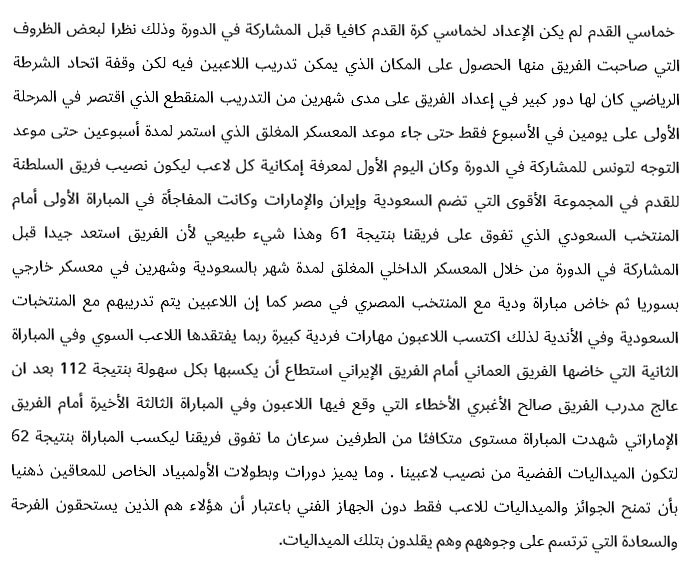 خماسي القدم لم يكن الإعداد لخماسي كرة القدم كافيا قبل المشاركة في الدورة وذلك نظرا لبعض الظروف
التي صاحبت الفريق منها الحصول على المكان الذي يمكن تدريب اللاعبين فيه لكن وقفة اتحاد الشرطة
الرياضي كان لها دور كبير في إعداد الفريق على مدى شهرين من التدريب المنقطع الذي اقتصر في المرحلة
الأولى على يومين في الأسبوع فقط حتى جاء موعد المعسكر المغلق الذي استمر لمدة أسبوعين حتى موعد
التوجه لتونس للمشاركة في الدورة وكان اليوم الأول لمعرفة إمكانية كل لاعب ليكون نصيب فريق السلطنة
للقدم في المجموعة الأقوى التي تضم السعودية وإيران والإمارات وكانت المفاجأة في المباراة الأولى أمام
المنتخب السعودي الذي تفوق على فريقنا بنتيجة 61 وهذا شيء طبيعي لأن الفريق استعد جيدا قبل
المشاركة في الدورة من خلال المعسكر الداخلي المغلق لمدة شهر بالسعودية وشهرين في معسكر خارجي
بسوريا ثم خاض مباراة ودية مع المنتخب المصري في مصر كما إن اللاعبين يتم تدريبهم مع المنتخبات
السعودية وفي الأندية لذلك اكتسب اللاعبون مهارات فردية كبيرة ربما يفتقدها اللاعب السوي وفي المباراة
الثانية التي خاضها الفريق العماني أمام الفريق الإيراني استطاع أن يكسبها بكل سهولة بنتيجة 112 بعد ان
عالج مدرب الفريق صالح الأغبري الأخطاء التي وقع فيها اللاعبون وفي المباراة الثالثة الأخيرة أمام الفريق
الإماراتي شهدت المباراة مستوى متكافئا من الطرفين سرعان ما تفوق فريقنا ليكسب المباراة بنتيجة 62
لتكون الميداليات الفضية من نصيب لاعبينا . وما يميز دورات وبطولات الأولمبياد الخاص للمعاقين ذهنيا
بأن تمنح الجوائز والميداليات للاعب فقط دون الجهاز الفني باعتبار أن هؤلاء هم الذين يستحقون الفرحة
والسعادة التي ترتسم على وجوههم وهم يقلدون بتلك الميداليات.